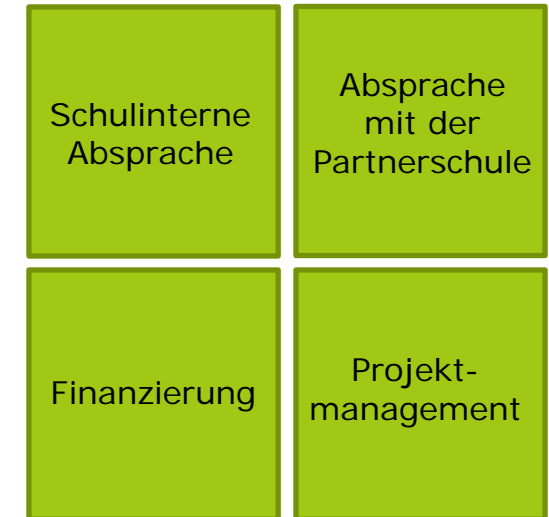 Schulinterne
Absprache
Absprache
mit der
Partnerschule
Finanzierung
Projekt-
management